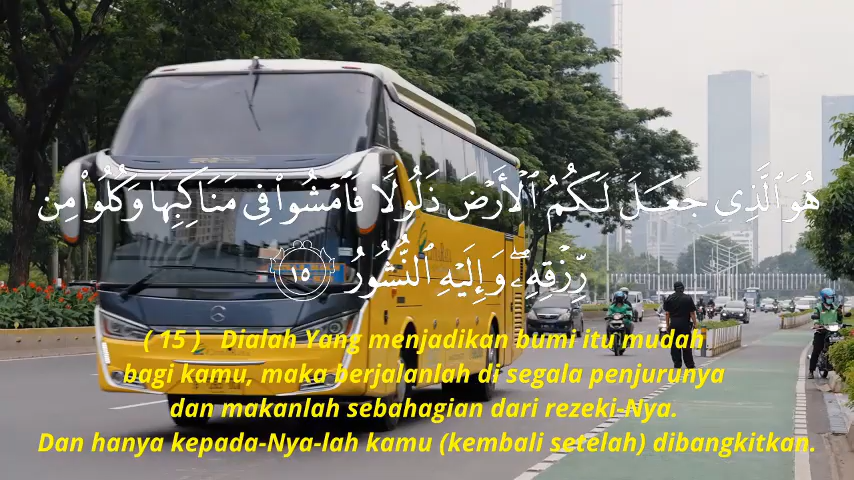 هُوَ ٱلَّذِى جَعَلَ لَكُمُ ٱلْأَرْضَ ذَلُولًا فَٱمْشُوا۟ فِى مَنَاكِبِهَا وَكُلُوا۟ مِن
رِّزْقِهِۦ ۖ وَإِلَيْهِ ٱلنُّشُورُ ١٥
( 15 ) Dialah Yang menjadikan bumi itu mudah
bagi kamu, maka berjalanlah di segala penjurunya
dan makanlah sebahagian dari rezeki-Nya.
Dan hanya kepada-Nya-lah kamu (kembali setelah) dibangkitkan.